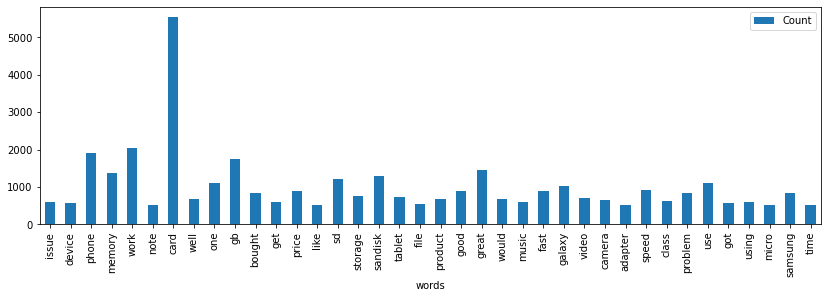 Count
5000
4000
3000
2000
1000
0
issue device phone memory work note card well one gb bought get price like sd storage sandisk tablet file product good great would music fast galaxy video camera adapter speed class problem use got using micro samsung time
words